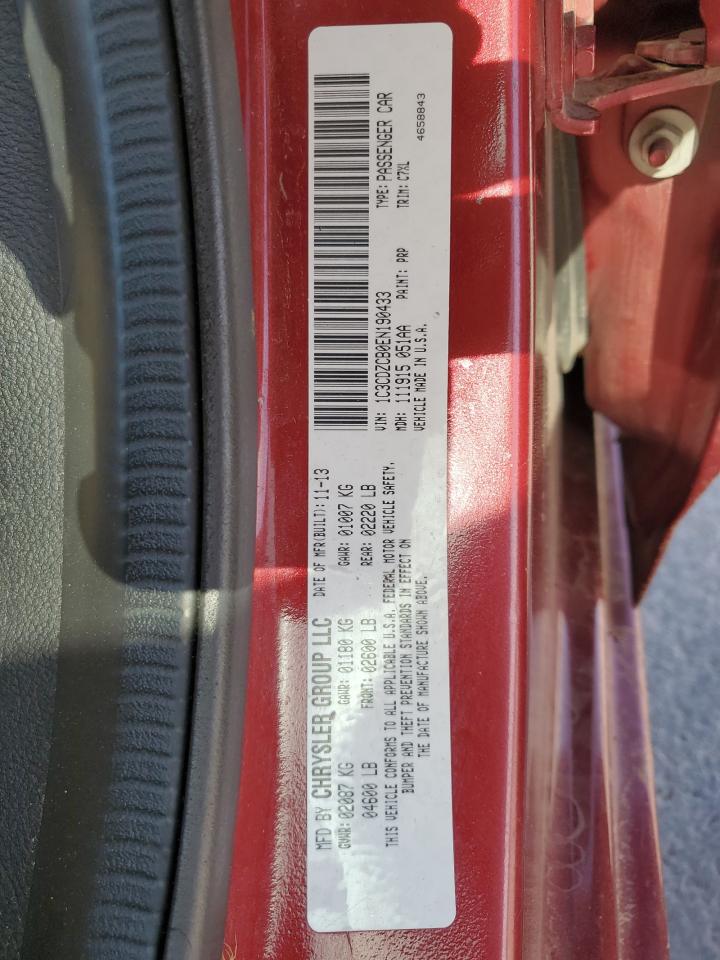 MFD BY CHRYSLER GROUP LLC DATE OF MFR(BUILT): 11-13
GVWR: 02087 KG GAWR: 01180 KG GAWR: 01007 KG
04600 LB FRONT: 02600 LB REAR: 02220 LB
THIS VEHICLE CONFORMS TO ALL APPLICABLE U.S.A. FEDERAL MOTOR VEHICLE SAFETY,
BUMPER AND THEFT PREVENTION STANDARDS IN EFFECT ON
THE DATE OF MANUFACTURE SHOWN ABOVE.
VIN: 1C3CDZCB0EN190433 TYPE: PASSENGER CAR
MDH: 111915 051AA PAINT: PRP TRIM: C7XL
VEHICLE MADE IN U.S.A. 4658843